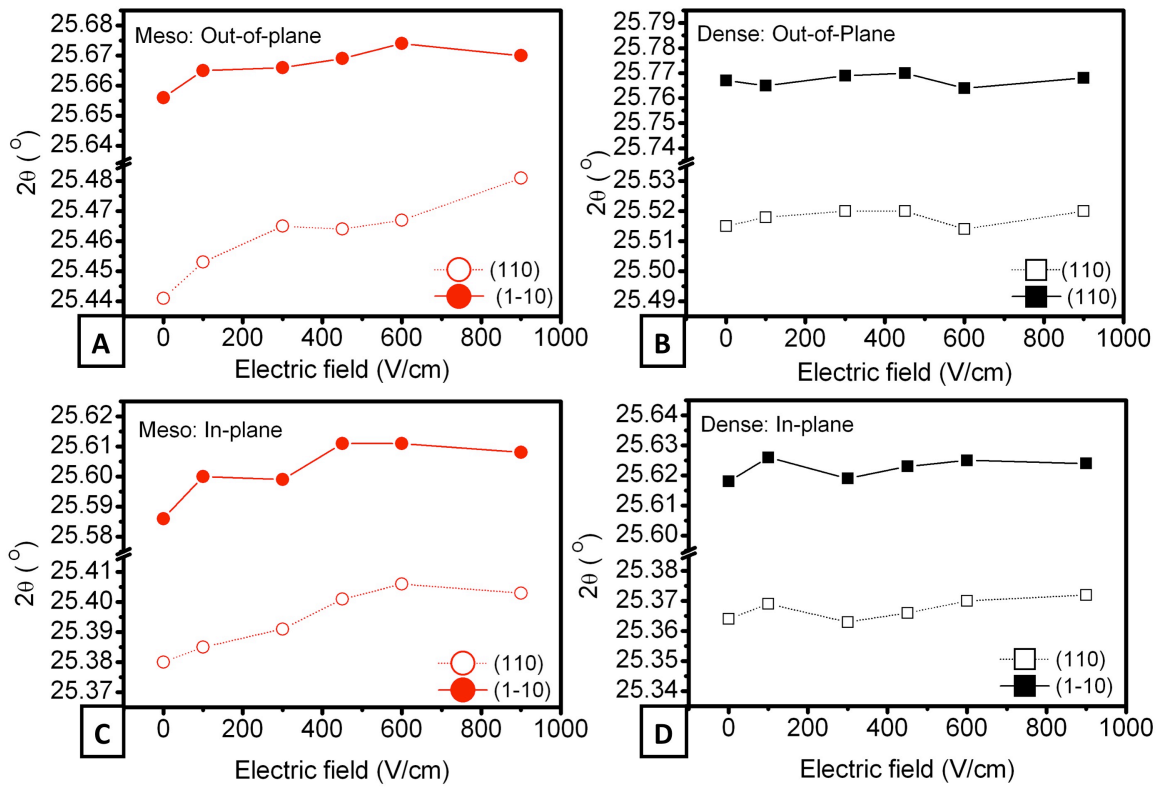 Meso: Out-of-plane
25.68
25.67
25.66
25.65
25.64
25.48
25.47
25.46
25.45
25.44
2θ ( O)
(110)
(1-10)
0 200 400 600 800 1000
Electric field (V/cm)
A
Dense: Out-of-Plane
25.79
25.78
25.77
25.76
25.75
25.74
25.53
25.52
25.51
25.50
25.49
2θ ( O)
(110)
(110)
0 200 400 600 800 1000
Electric field (V/cm)
B
Meso: In-plane
25.62
25.61
25.60
25.59
25.58
25.41
25.40
25.39
25.38
25.37
2θ ( O)
(110)
(1-10)
0 200 400 600 800 1000
Electric field (V/cm)
C
Dense: In-plane
25.64
25.63
25.62
25.61
25.60
25.38
25.37
25.36
25.35
25.34
2θ ( O)
(110)
(1-10)
0 200 400 600 800 1000
Electric field (V/cm)
D